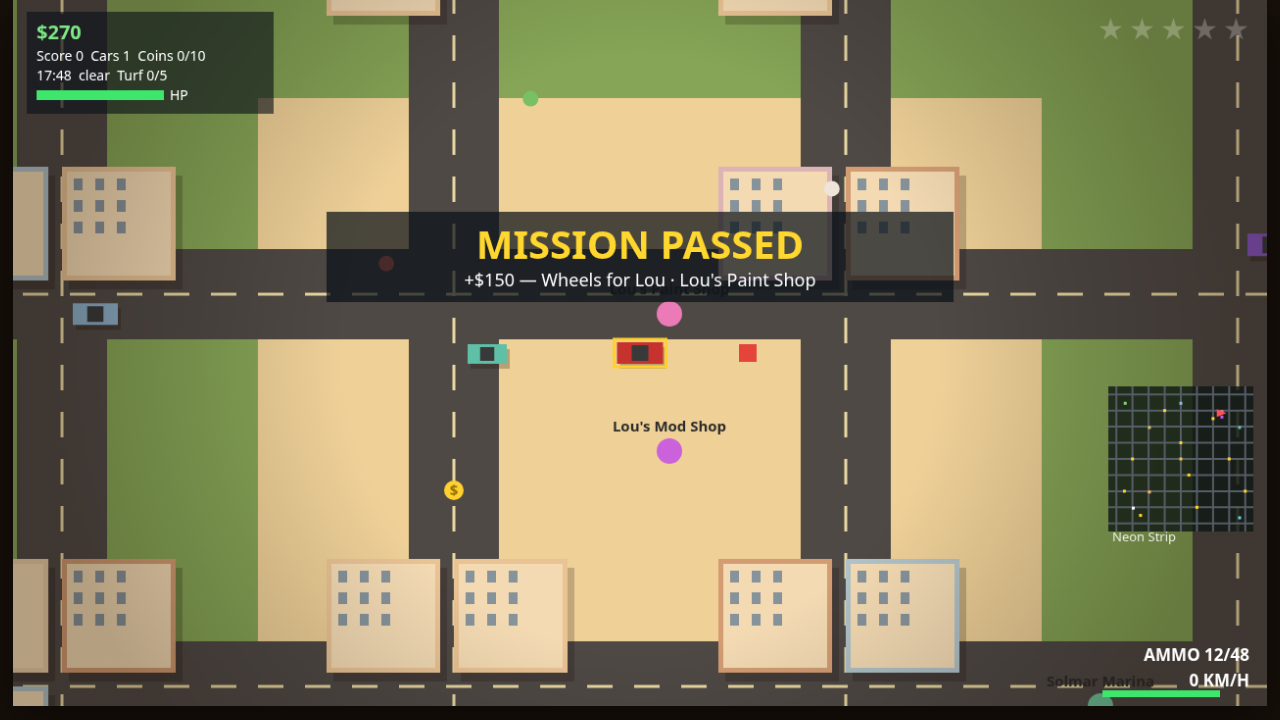 $270
Score 0 Cars 1 Coins 0/10
17:48 clear Turf 0/5
HP
MISSION PASSED
+$150 — Wheels for Lou · Lou's Paint Shop
Lou's Mod Shop
$
Neon Strip
AMMO 12/48
Solmar Marina
0 KM/H